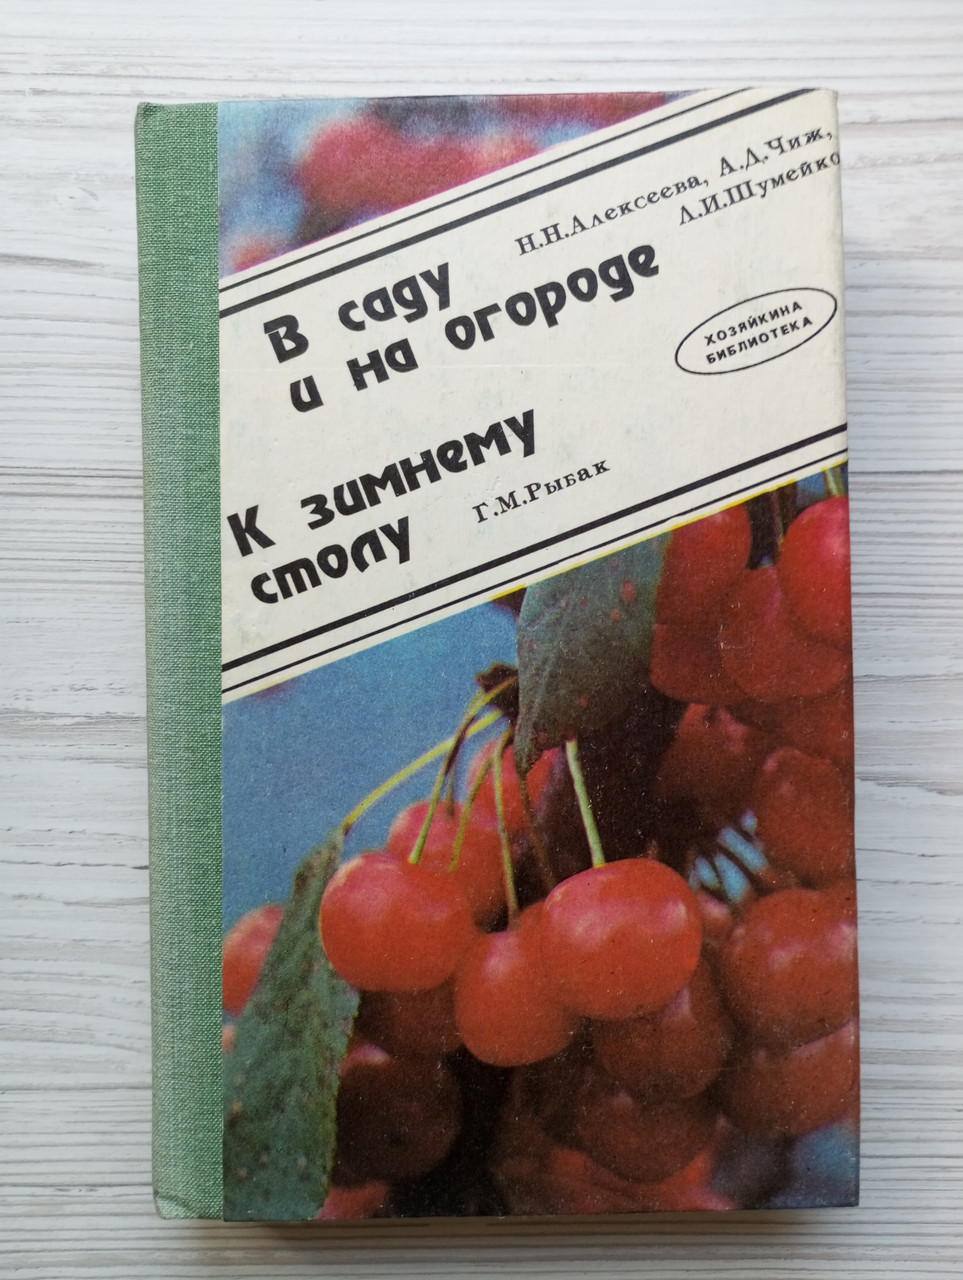 Н.Н.Алексеева, А.Д.Чиж,
Л.И.Шумейко
В саду
и на огороде
ХОЗЯЙКИНА
БИБЛИОТЕКА
К зимнему
столу
Г.М.Рыбак